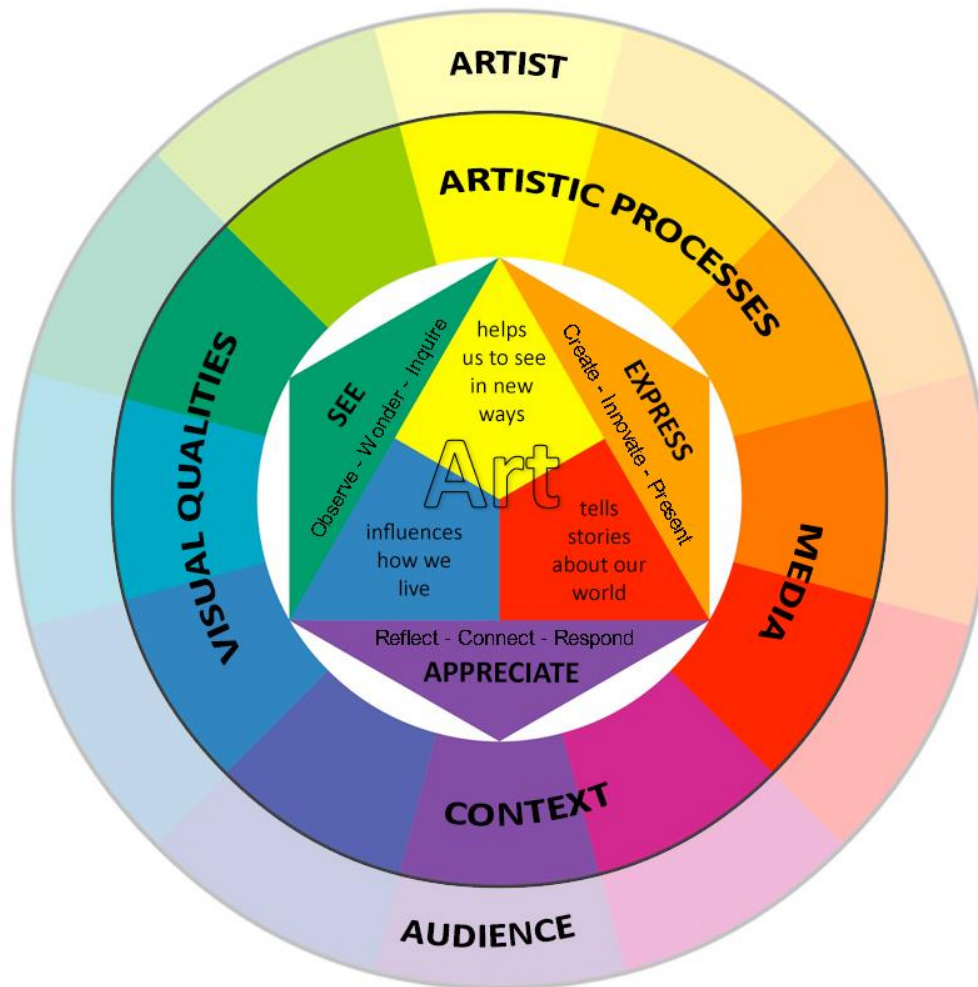 ARTIST
ARTISTIC PROCESSES
helps
us to see
in new
ways
SEE
Observe - Wonder - Inquire
EXPRESS
Create - Innovate - Present
Art
VISUAL QUALITIES
influences
how we
live
tells
stories
about our
world
MEDIA
Reflect - Connect - Respond
APPRECIATE
CONTEXT
AUDIENCE